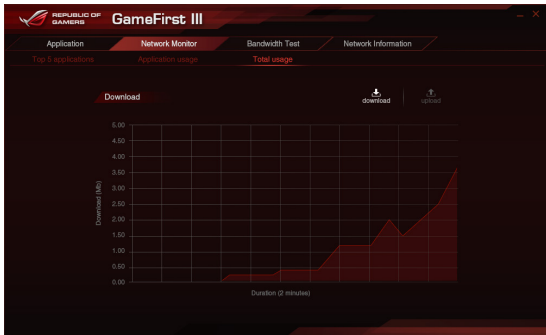 REPUBLIC OF
GAMERS
GameFirst III
Application
Network Monitor
Bandwidth Test
Network Information
Top 5 applications
Application usage
Total usage
Download
download
upload
5.00
4.50
4.00
3.50
3.00
2.50
2.00
1.50
1.00
0.50
0.00
Download (Mb)
Duration (2 minutes)